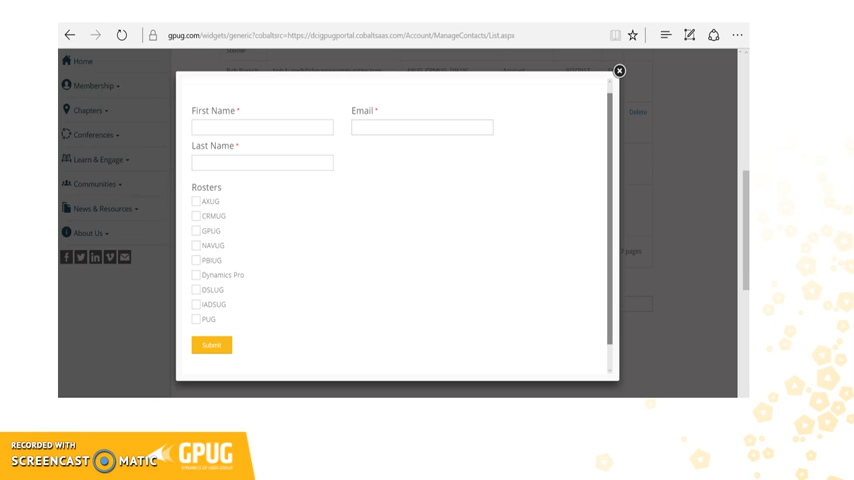 gpug.com/widgets/generic?cobaltsrc=https://dcigpugportal.cobaltsaas.com/Account/ManageContacts/List.aspx
Home
Membership
Chapters
Conferences
Learn & Engage
Communities
News & Resources
About Us
Delete
7 pages
First Name *
Email *
Last Name *
Rosters
AXUG
CRMUG
GPUG
NAVUG
PBIUG
Dynamics Pro
DSLUG
IADSUG
PUG
Submit
RECORDED WITH
SCREENCAST MATIC
GPUG